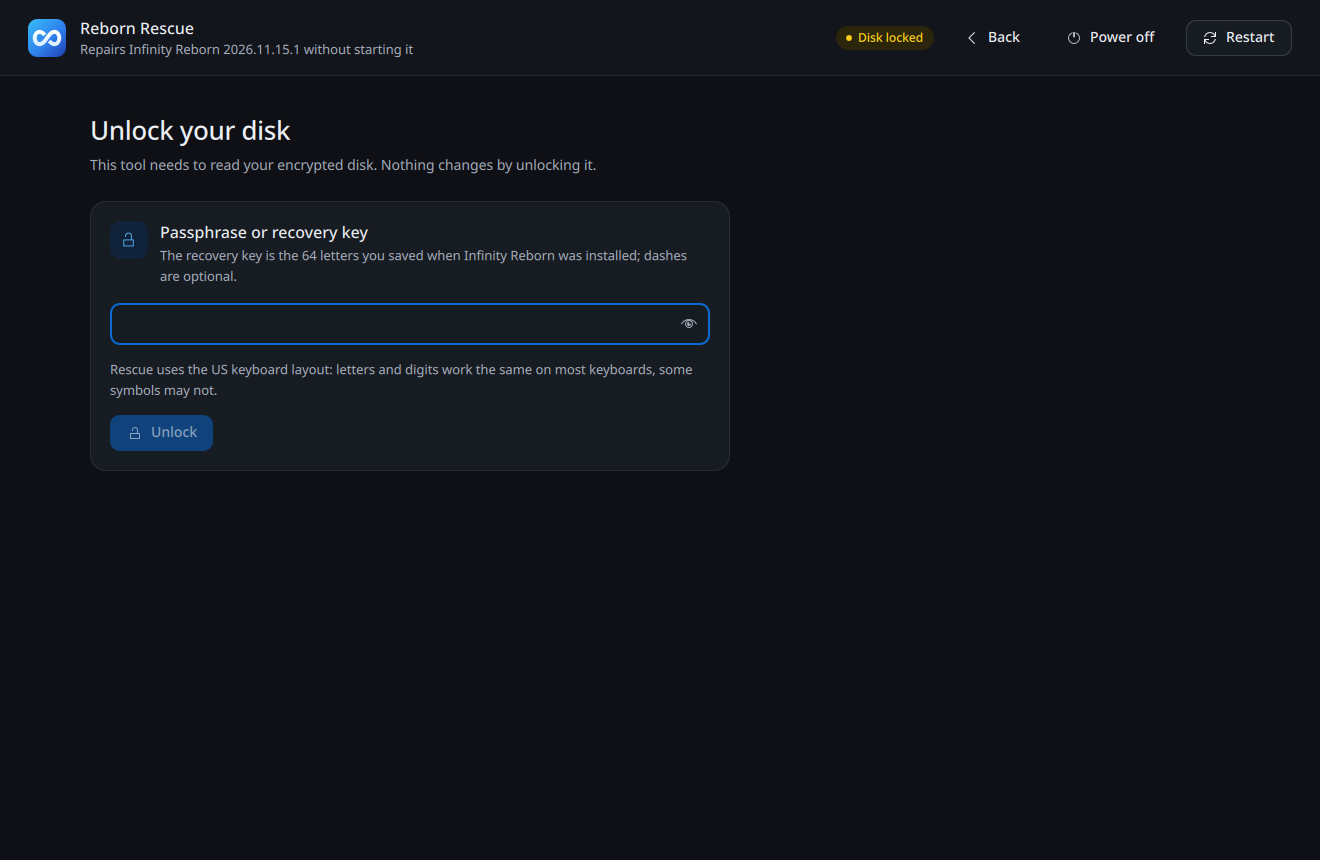 Reborn Rescue
Repairs Infinity Reborn 2026.11.15.1 without starting it
Disk locked
Back
Power off
Restart
Unlock your disk
This tool needs to read your encrypted disk. Nothing changes by unlocking it.
Passphrase or recovery key
The recovery key is the 64 letters you saved when Infinity Reborn was installed; dashes
are optional.
Rescue uses the US keyboard layout: letters and digits work the same on most keyboards, some
symbols may not.
Unlock